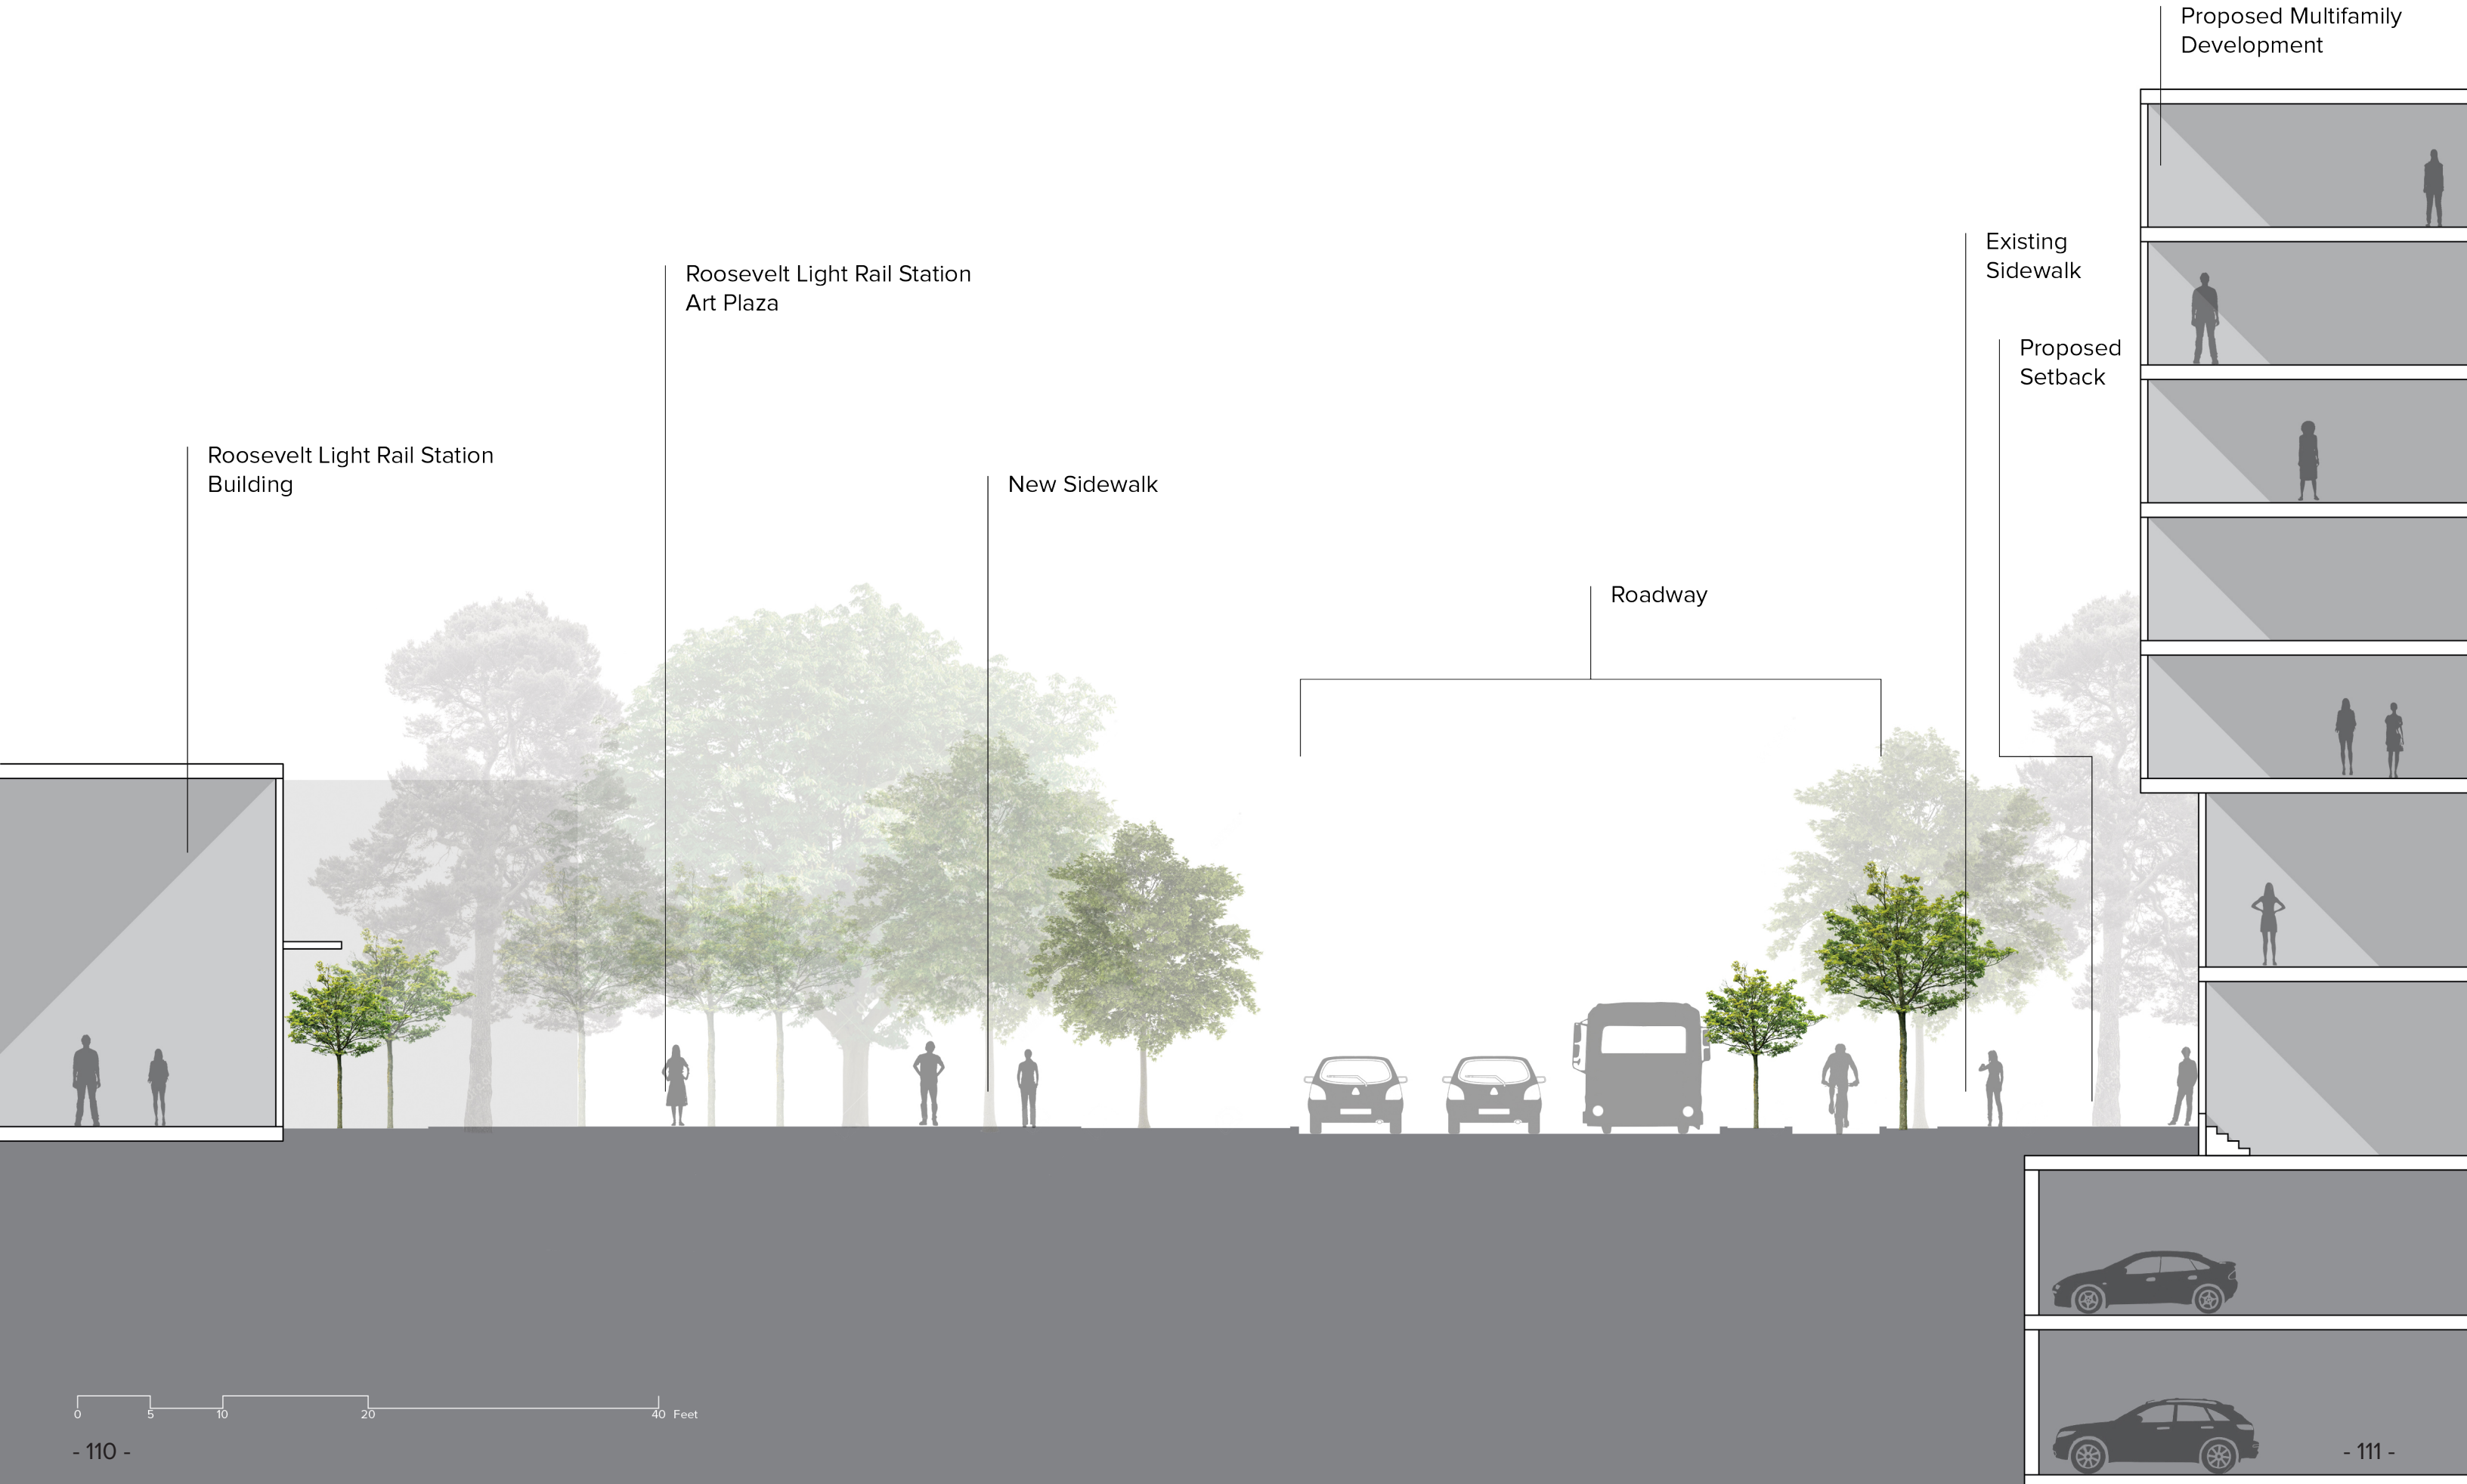 Proposed Multifamily
Development
Existing
Sidewalk
Roosevelt Light Rail Station
Art Plaza
Proposed
Setback
Roosevelt Light Rail Station
Building
New Sidewalk
Roadway
0 5 10 20 40 Feet
- 110 -
- 111 -